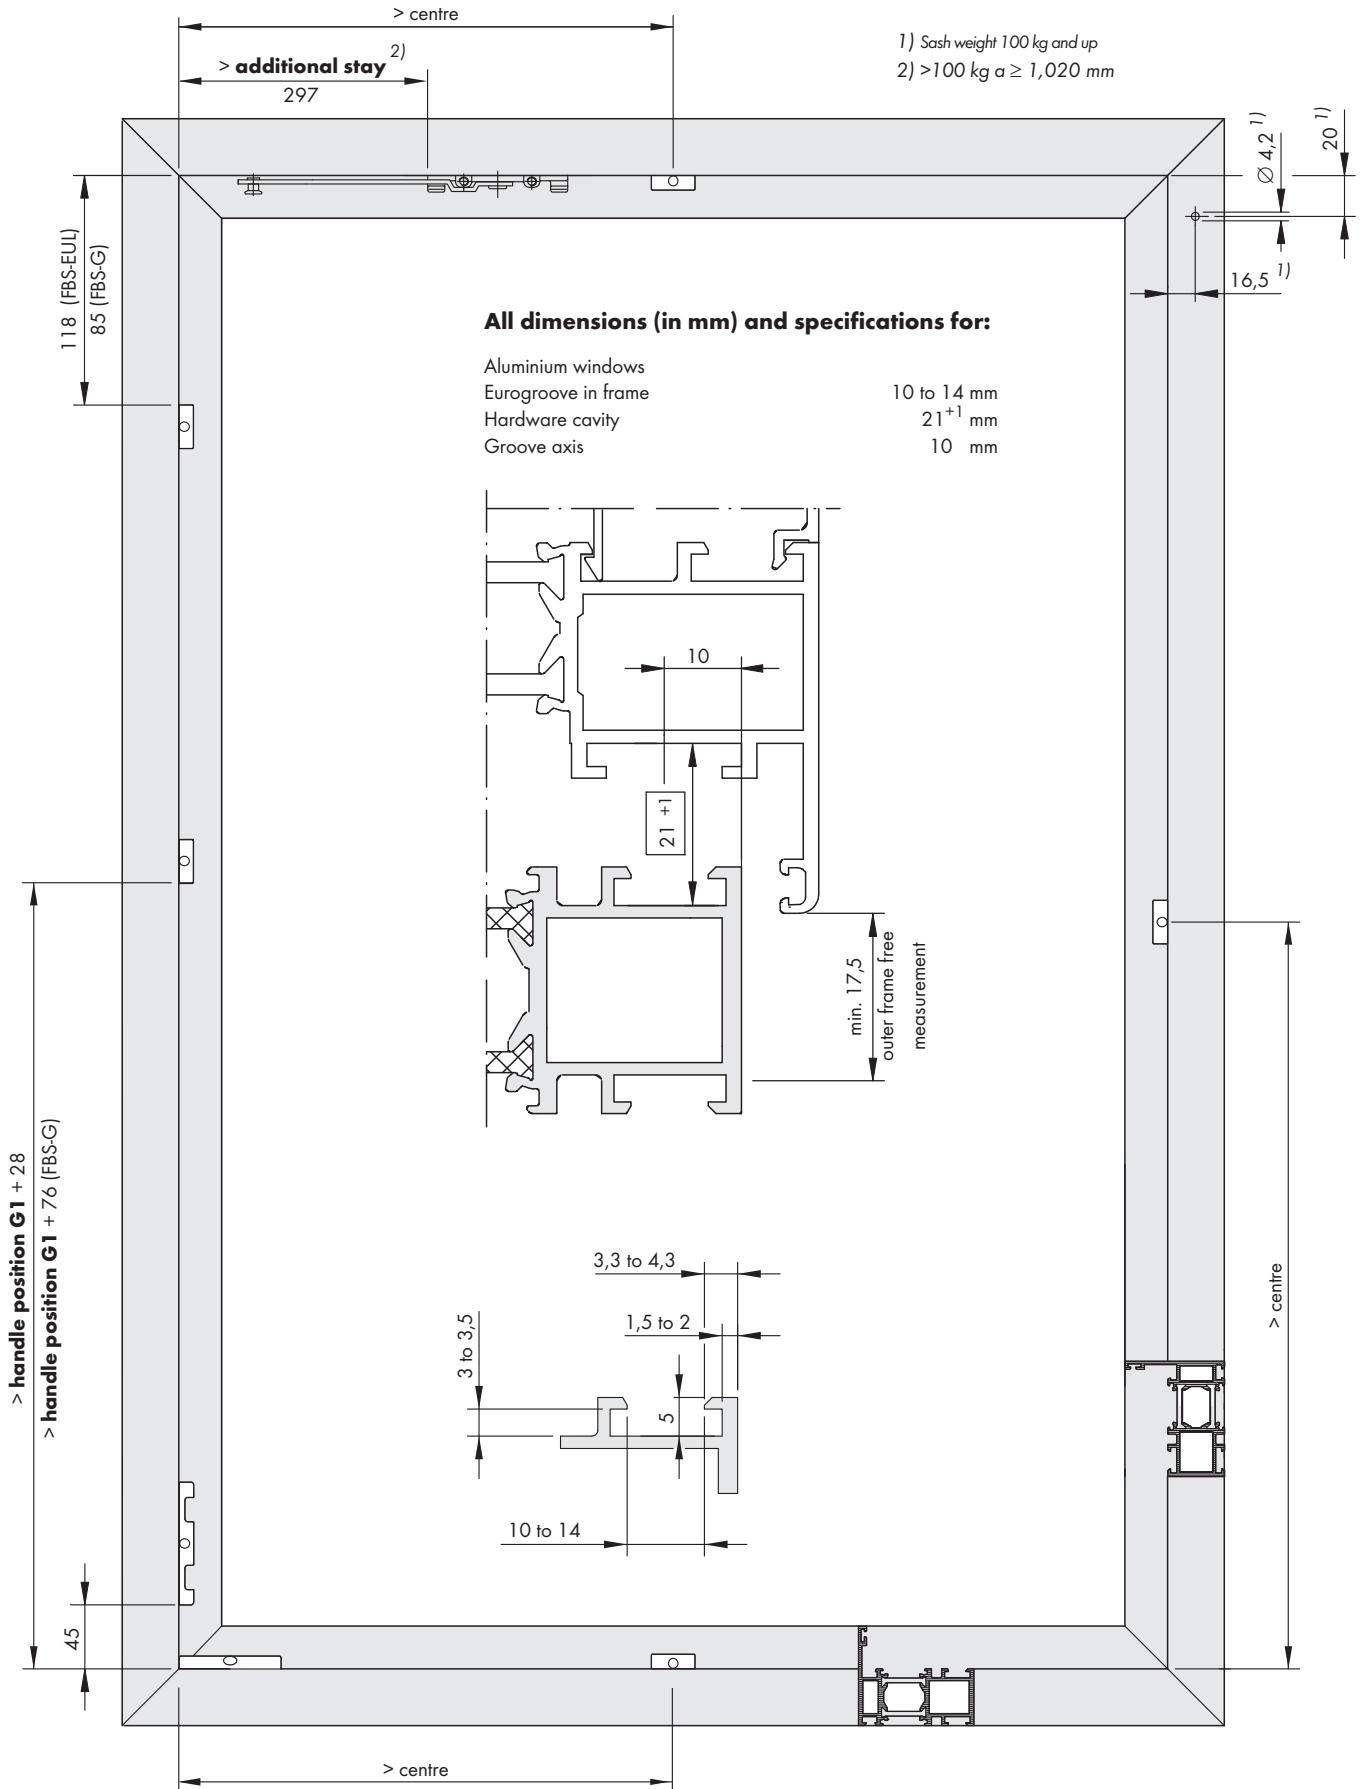 > centre
> additional stay 2)
297
1) Sash weight 100 kg and up
2) >100 kg a ≥ 1,020 mm
Ø 4,2 1)
20 1)
16,5 1)
118 (FBS-EUL)
85 (FBS-G)
All dimensions (in mm) and specifications for:
Aluminium windows
Eurogroove in frame 10 to 14 mm
Hardware cavity 21+1 mm
Groove axis 10 mm
10
21 +1
min. 17,5
outer frame free
measurement
> handle position G1 + 28
> handle position G1 + 76 (FBS-G)
3,3 to 4,3
1,5 to 2
3 to 3,5
5
10 to 14
> centre
45
> centre